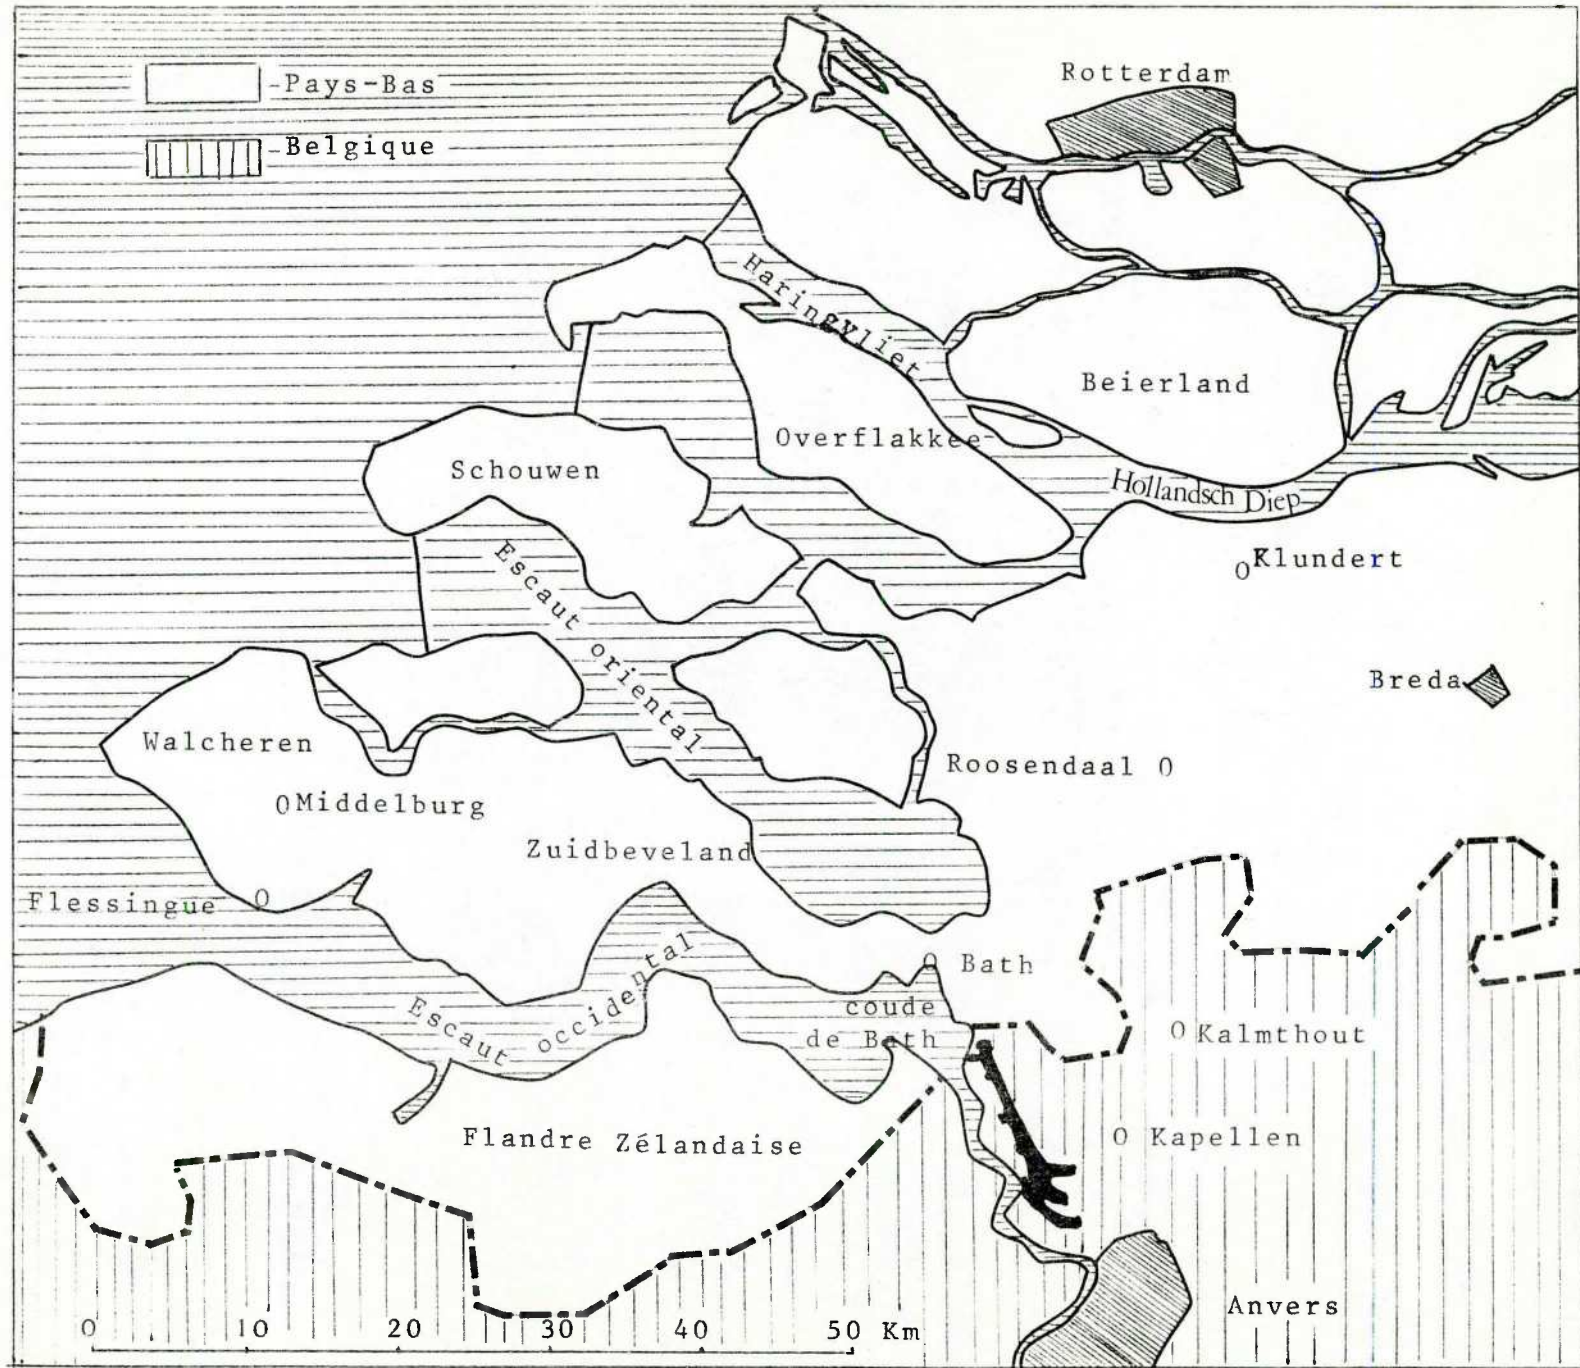 Rotterdam
Pays-Bas
Belgique
Haringvliet
Beierland
Overflakkee
Schouwen
Hollandsch Diep
Klundert
Escaut oriental
Breda
Walcheren
Roosendaal
Middelburg
Zuidbeveland
Flessingue
Bath
Escaut occidental
coude
de Bath
Kalmthout
Kapellen
Flandre Zélandaise
Anvers
0 10 20 30 40 50 Km